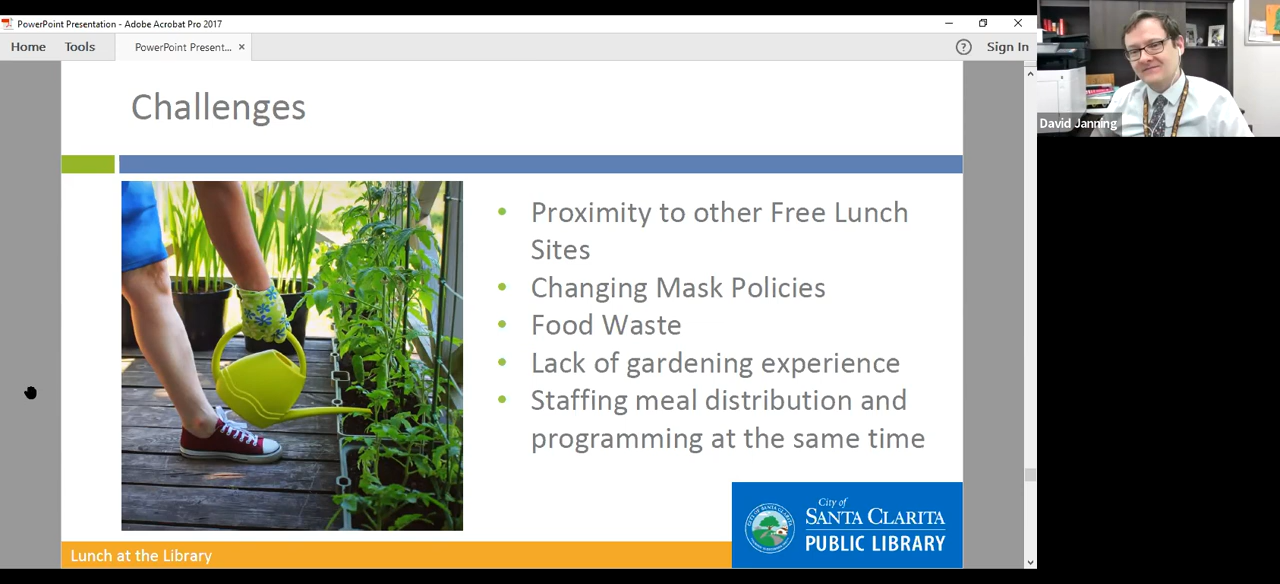 PowerPoint Presentation - Adobe Acrobat Pro 2017
Home
Tools
PowerPoint Present...
Sign In
David Janning
Challenges
Proximity to other Free Lunch
Sites
Changing Mask Policies
Food Waste
Lack of gardening experience
Staffing meal distribution and
programming at the same time
City of
SANTA CLARITA
PUBLIC LIBRARY
Lunch at the Library